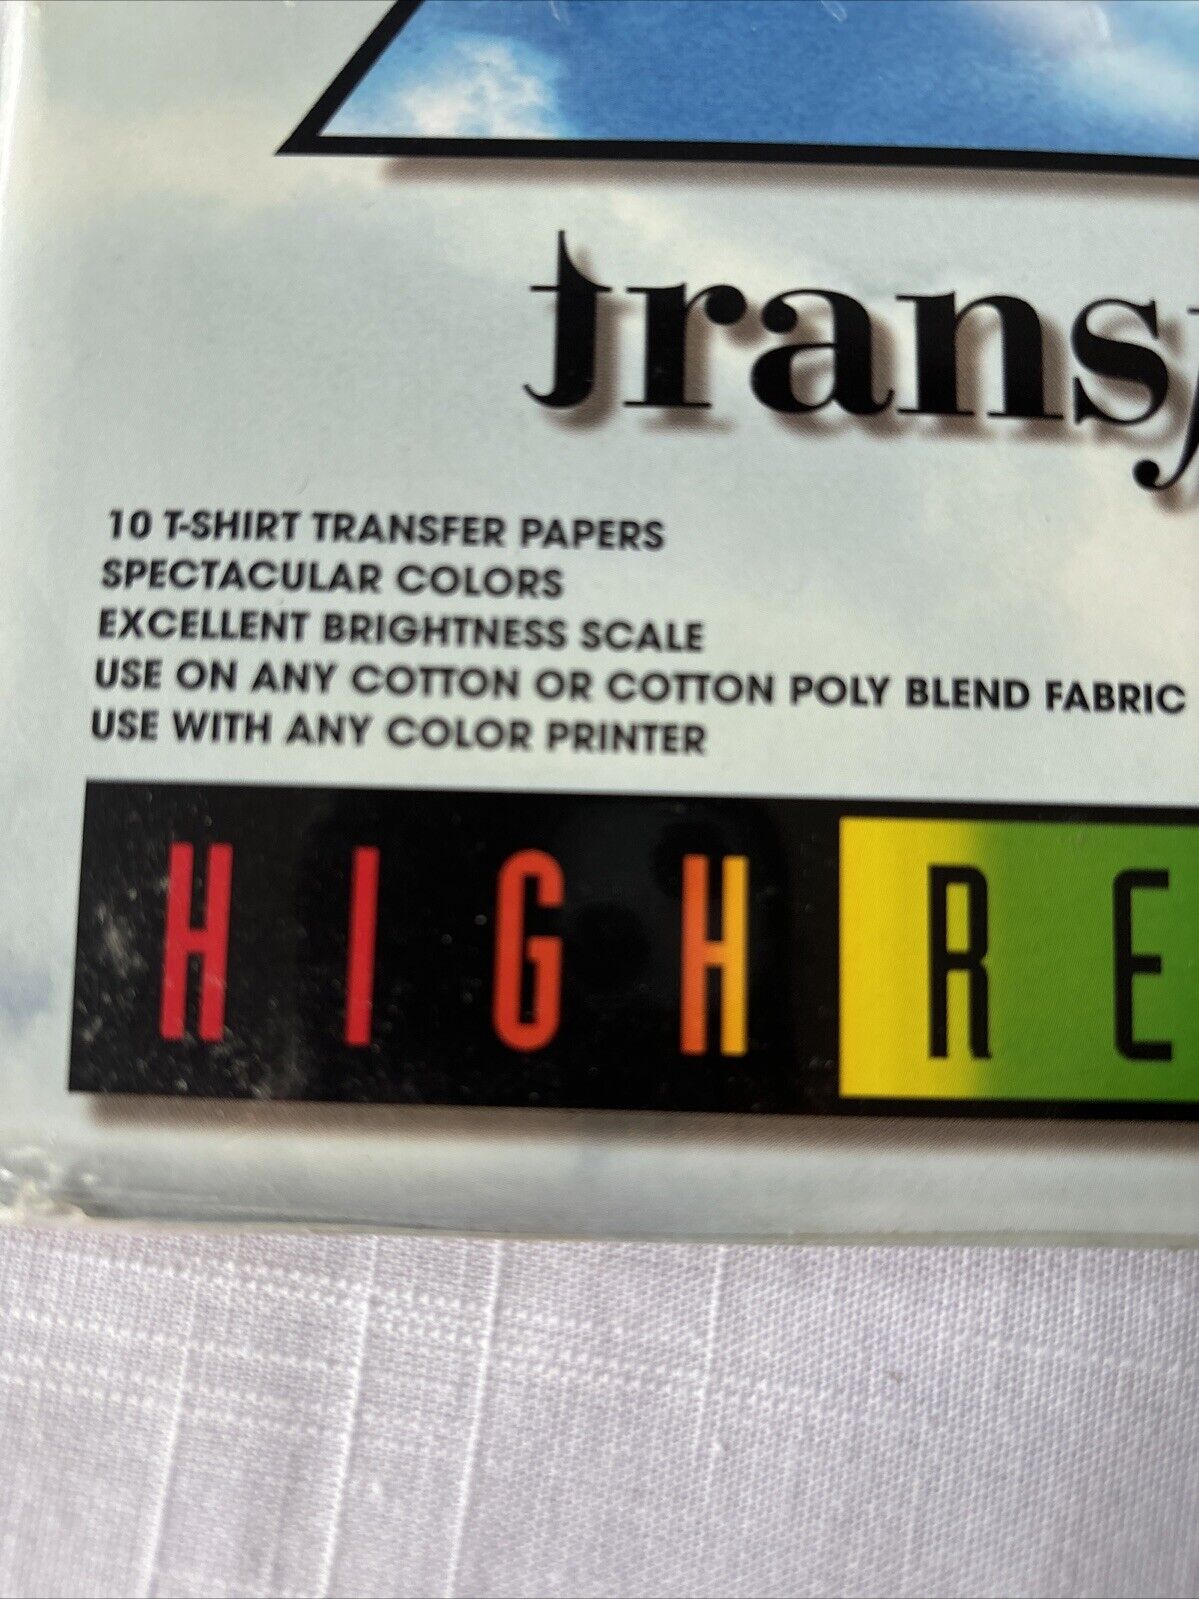 transf
10 T-SHIRT TRANSFER PAPERS
SPECTACULAR COLORS
EXCELLENT BRIGHTNESS SCALE
USE ON ANY COTTON OR COTTON POLY BLEND FABRIC
USE WITH ANY COLOR PRINTER
HIGH RE